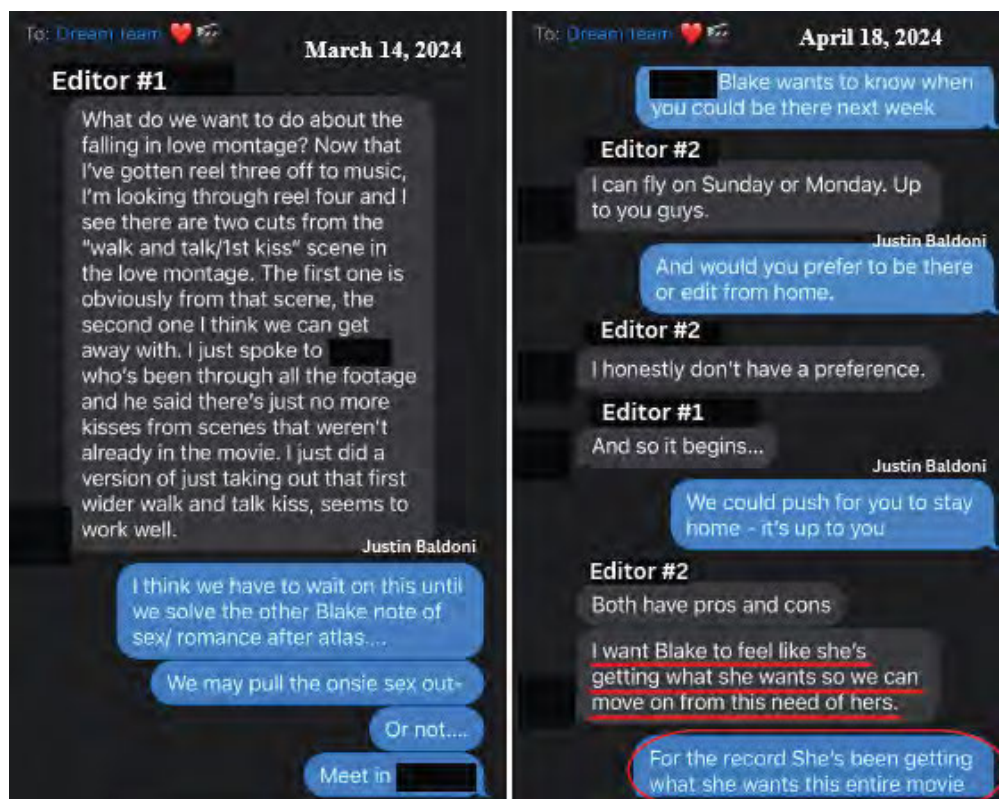 To: Dream team ❤️🎬
March 14, 2024
Editor #1
What do we want to do about the
falling in love montage? Now that
I've gotten reel three off to music,
I'm looking through reel four and I
see there are two cuts from the
"walk and talk/1st kiss" scene in
the love montage. The first one is
obviously from that scene, the
second one I think we can get
away with. I just spoke to
who's been through all the footage
and he said there's just no more
kisses from scenes that weren't
already in the movie. I just did a
version of just taking out that first
wider walk and talk kiss, seems to
work well.
Justin Baldoni
I think we have to wait on this until
we solve the other Blake note of
sex/ romance after atlas....
We may pull the onsie sex out-
Or not....
Meet in
To: Dream team ❤️🎬
April 18, 2024
Blake wants to know when
you could be there next week
Editor #2
I can fly on Sunday or Monday. Up
to you guys.
Justin Baldoni
And would you prefer to be there
or edit from home.
Editor #2
I honestly don't have a preference.
Editor #1
And so it begins...
Justin Baldoni
We could push for you to stay
home - it's up to you
Editor #2
Both have pros and cons
I want Blake to feel like she's
getting what she wants so we can
move on from this need of hers.
For the record She's been getting
what she wants this entire movie